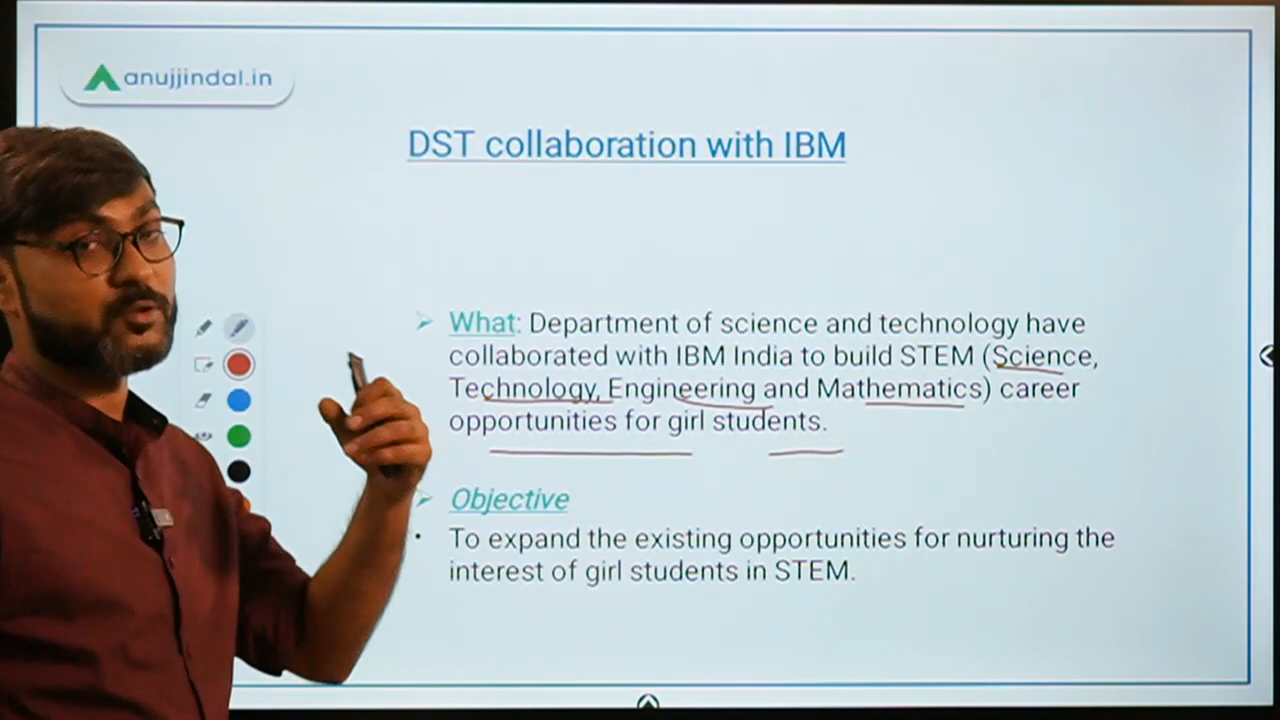 anujjindal.in
DST collaboration with IBM
What: Department of science and technology have
collaborated with IBM India to build STEM (Science,
Technology, Engineering and Mathematics) career
opportunities for girl students.
Objective
To expand the existing opportunities for nurturing the
interest of girl students in STEM.